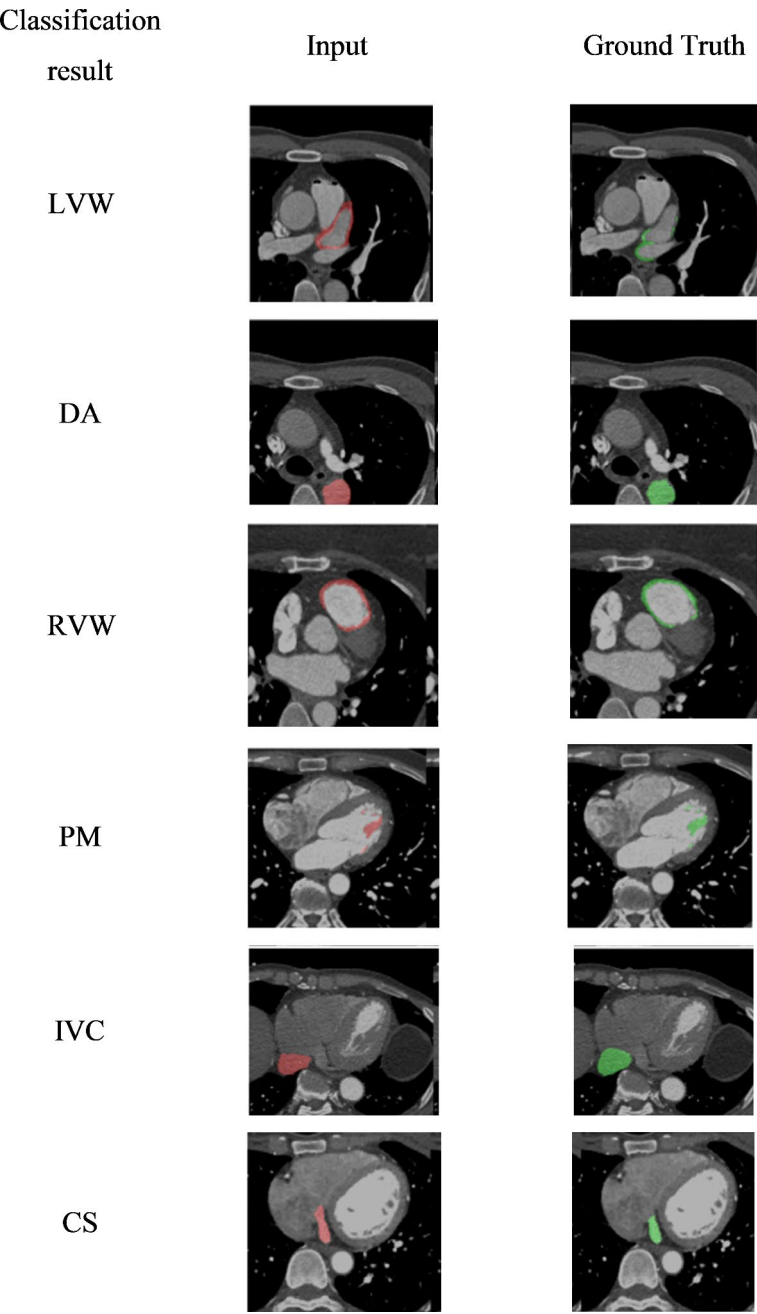 Classification
result
Input
Ground Truth
LVW
DA
RVW
PM
IVC
CS